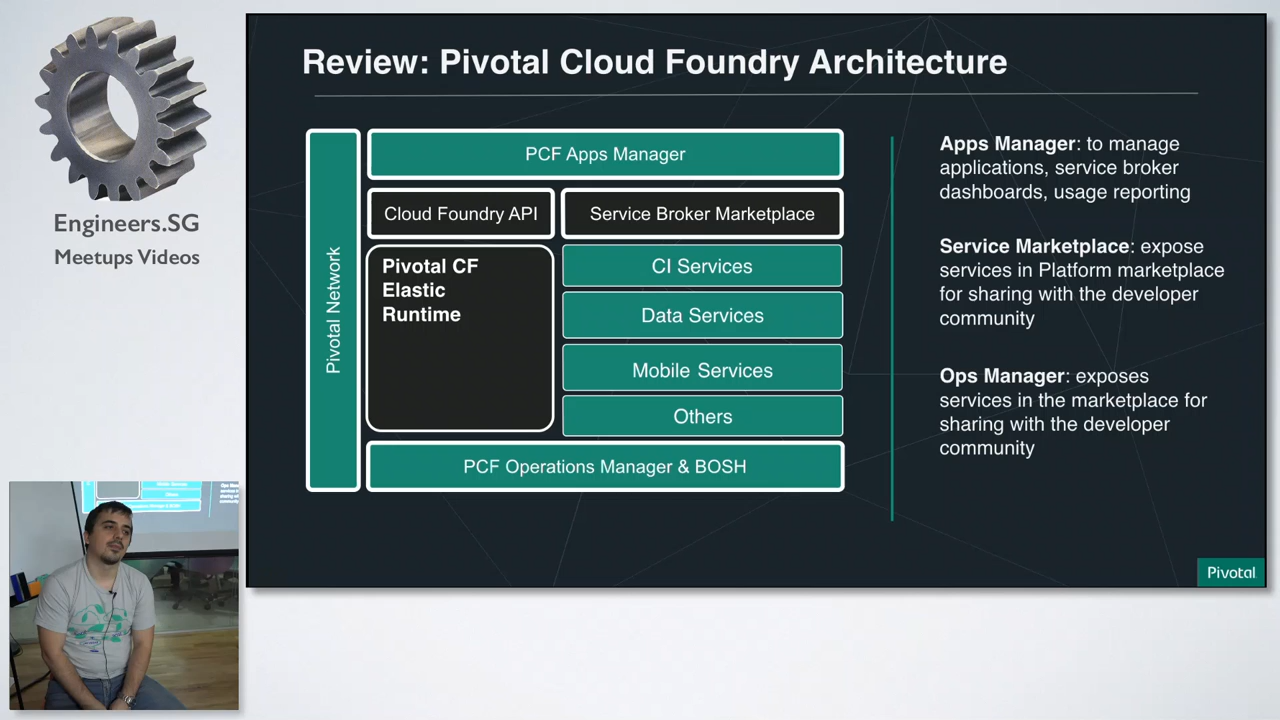 Engineers.SG
Meetups Videos
Review: Pivotal Cloud Foundry Architecture
Pivotal Network
PCF Apps Manager
Cloud Foundry API
Service Broker Marketplace
Pivotal CF
Elastic
Runtime
CI Services
Data Services
Mobile Services
Others
PCF Operations Manager & BOSH
Apps Manager: to manage
applications, service broker
dashboards, usage reporting
Service Marketplace: expose
services in Platform marketplace
for sharing with the developer
community
Ops Manager: exposes
services in the marketplace for
sharing with the developer
community
Pivotal